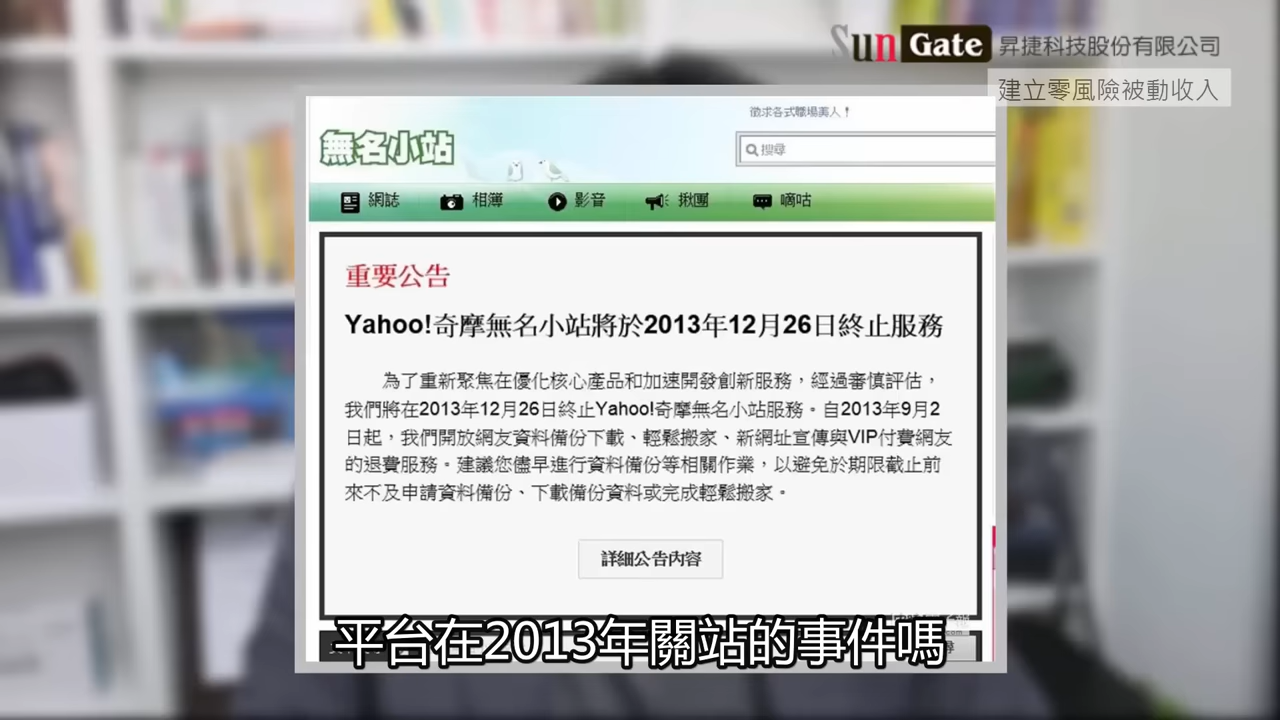 Sun Gate 昇捷科技股份有限公司
建立零風險被動收入
徵求各式職場美人！
無名小站
搜尋
網誌 相簿 影音 揪團 嘀咕
重要公告
Yahoo!奇摩無名小站將於2013年12月26日終止服務
為了重新聚焦在優化核心產品和加速開發創新服務，經過審慎評估，
我們將在2013年12月26日終止Yahoo!奇摩無名小站服務。自2013年9月2
日起，我們開放網友資料備份下載、輕鬆搬家、新網址宣傳與VIP付費網友
的退費服務。建議您儘早進行資料備份等相關作業，以避免於期限截止前
來不及申請資料備份、下載備份資料或完成輕鬆搬家。
詳細公告內容
平台在2013年關站的事件嗎